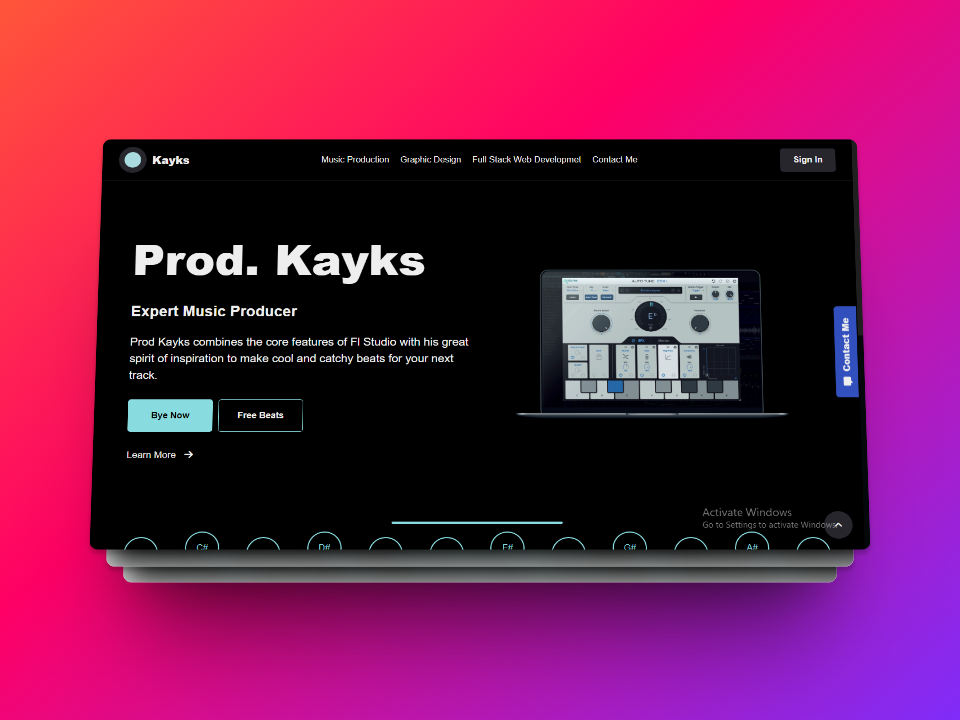 Kayks
Music Production Graphic Design Full Stack Web Developmet Contact Me
Sign In
Prod. Kayks
Expert Music Producer
Prod Kayks combines the core features of Fl Studio with his great
spirit of inspiration to make cool and catchy beats for your next
track.
Bye Now Free Beats
Learn More
AUTO-TUNE PRO
Contact Me
Activate Windows
Go to Settings to activate Windows.
C# D# F# G# A#